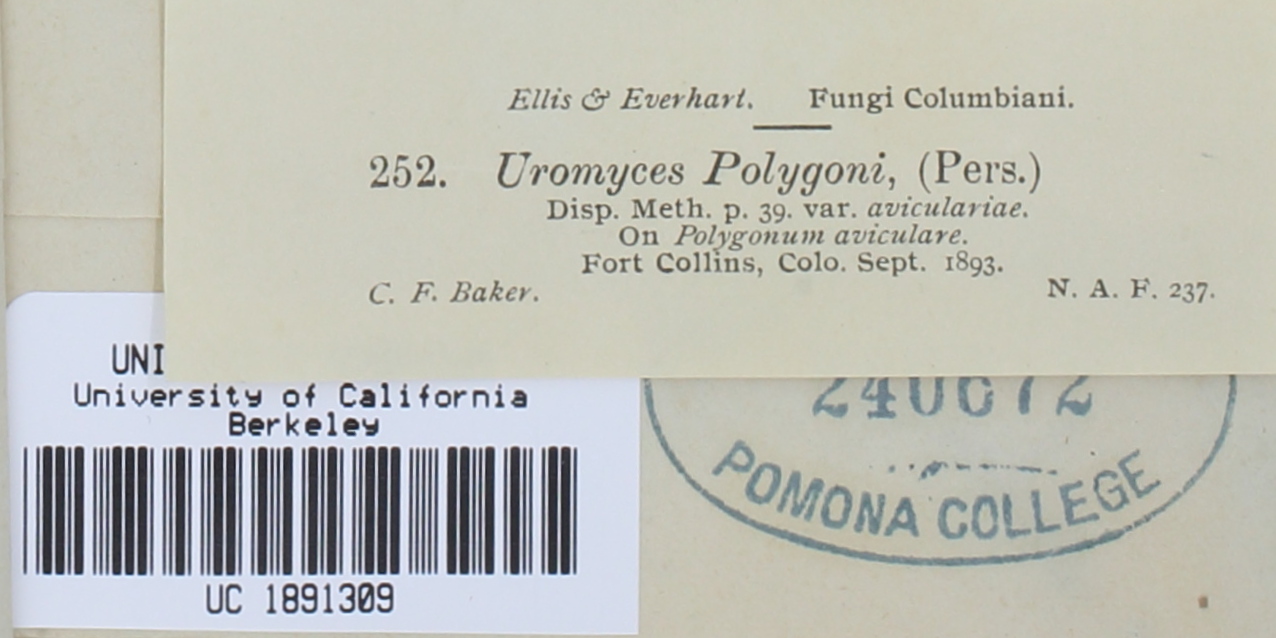 Ellis & Everhart. Fungi Columbiani.
252. Uromyces Polygoni, (Pers.)
Disp. Meth. p. 39. var. aviculariae.
On Polygonum aviculare.
Fort Collins, Colo. Sept. 1893.
C. F. Baker. N. A. F. 237.
UNI
University of California
Berkeley
UC 1891309
POMONA COLLEGE